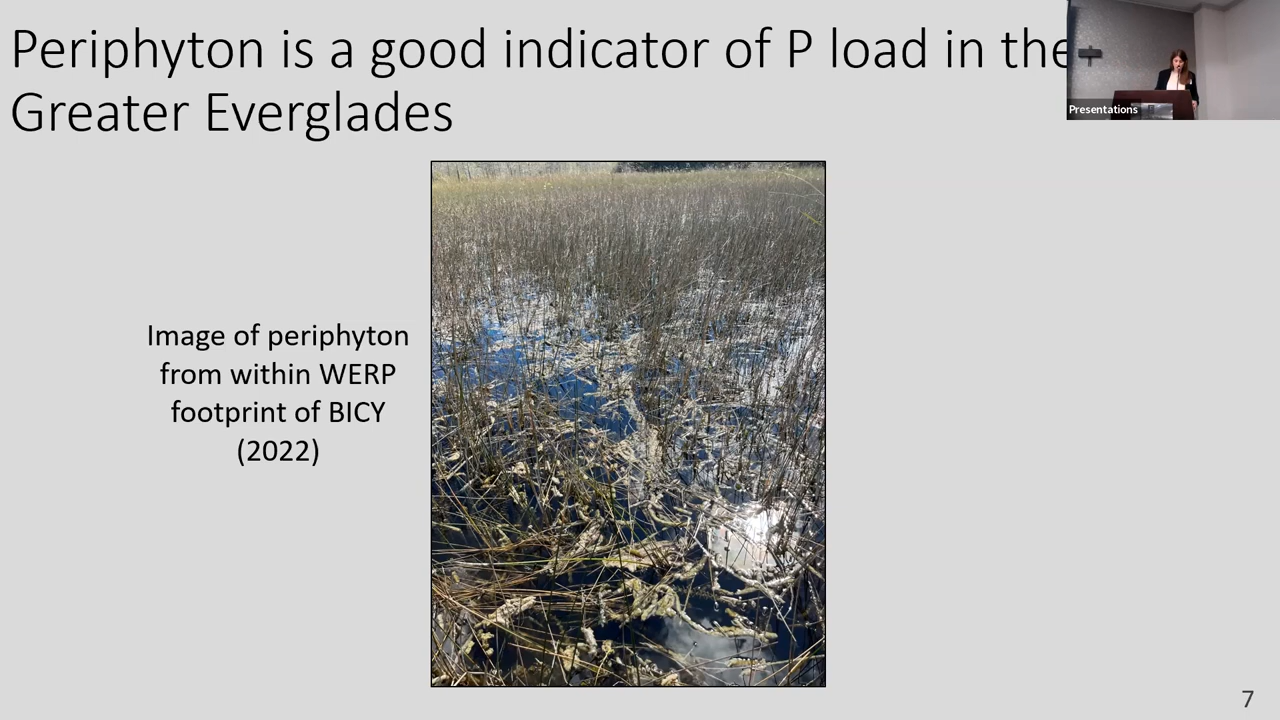 Periphyton is a good indicator of P load in the
Greater Everglades
Presentations
Image of periphyton
from within WERP
footprint of BICY
(2022)
7